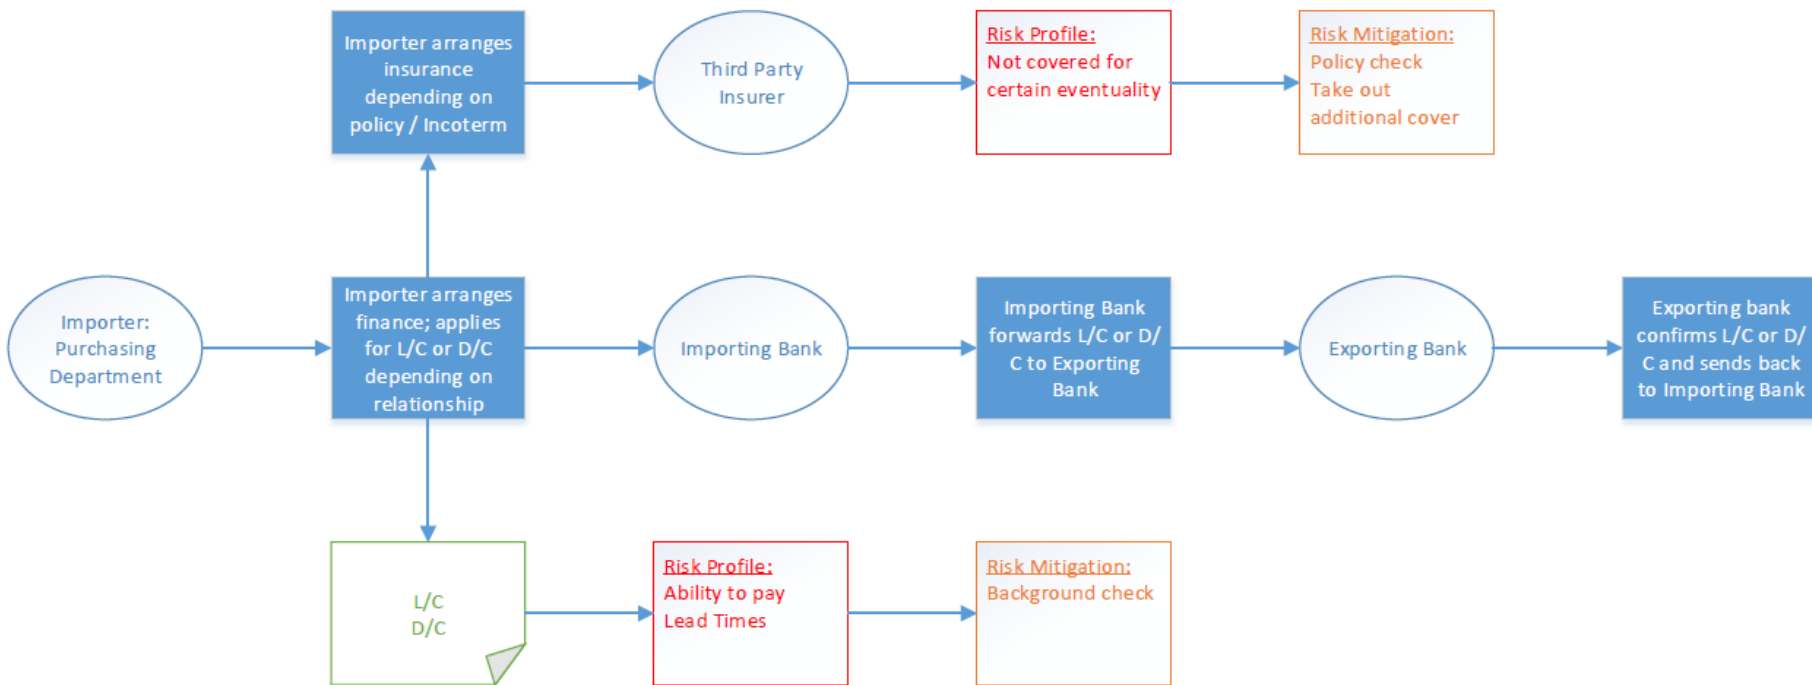 Importer arranges
insurance
depending on
policy / Incoterm
Third Party
Insurer
Risk Profile:
Not covered for
certain eventuality
Risk Mitigation:
Policy check
Take out
additional cover
Importer:
Purchasing
Department
Importer arranges
finance; applies
for L/C or D/C
depending on
relationship
Importing Bank
Importing Bank
forwards L/C or D/
C to Exporting
Bank
Exporting Bank
Exporting bank
confirms L/C or D/
C and sends back
to Importing Bank
L/C
D/C
Risk Profile:
Ability to pay
Lead Times
Risk Mitigation:
Background check